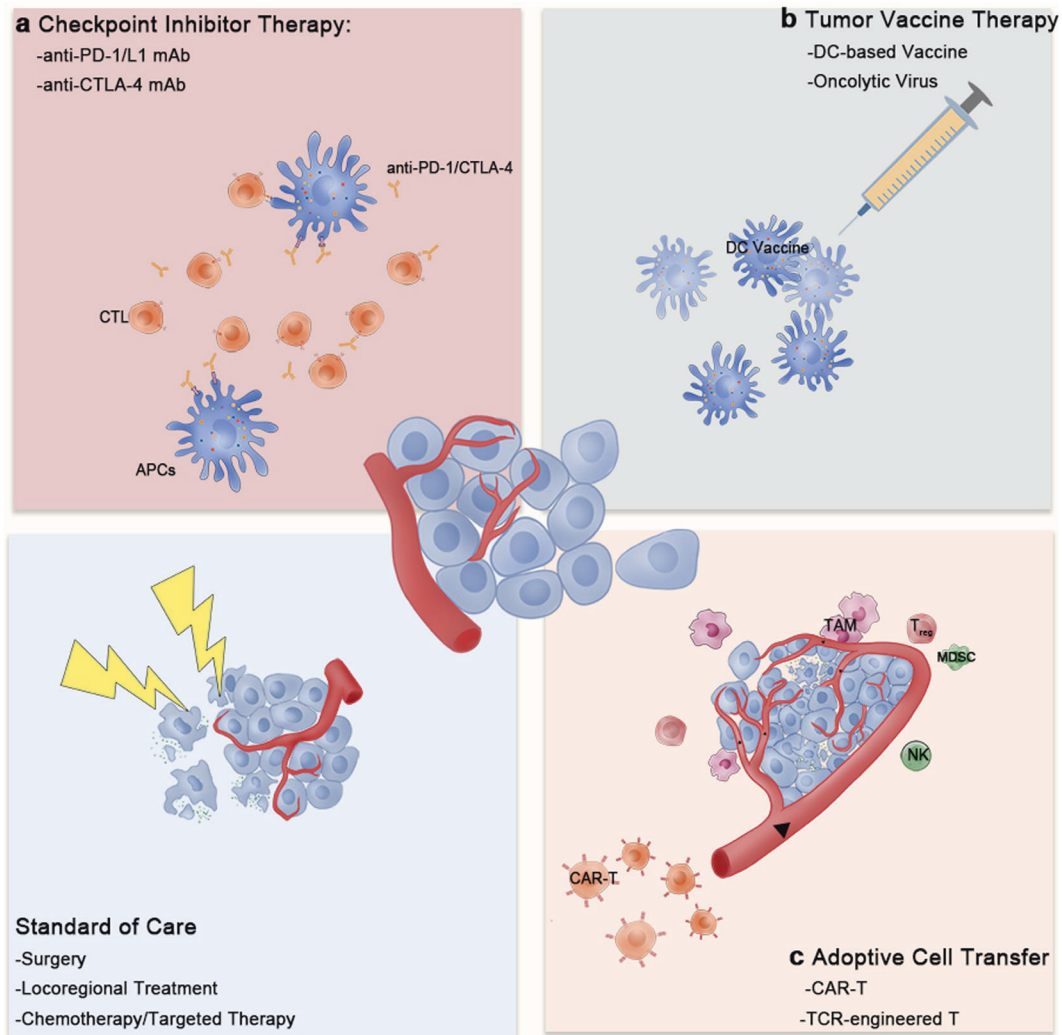 a Checkpoint Inhibitor Therapy:
-anti-PD-1/L1 mAb
-anti-CTLA-4 mAb
anti-PD-1/CTLA-4
CTL
APCs
b Tumor Vaccine Therapy
-DC-based Vaccine
-Oncolytic Virus
DC Vaccine
Standard of Care
-Surgery
-Locoregional Treatment
-Chemotherapy/Targeted Therapy
TAM
Treg
MDSC
NK
CAR-T
c Adoptive Cell Transfer
-CAR-T
-TCR-engineered T